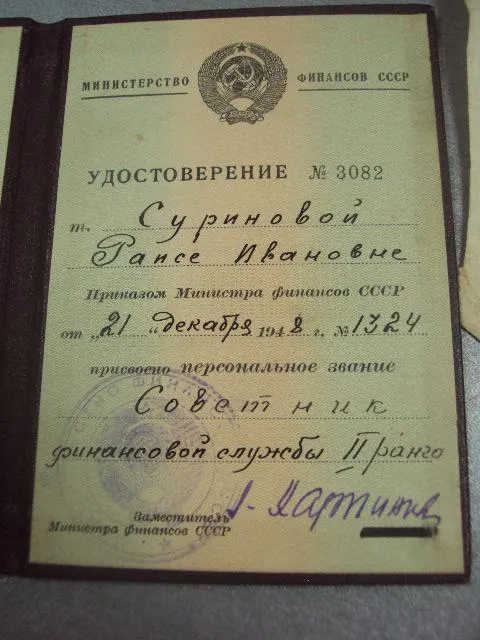 МИНИСТЕРСТВО ФИНАНСОВ СССР
УДОСТОВЕРЕНИЕ № 3082
т. Суриновой
Раисе Ивановне
Приказом Министра финансов СССР
от „21 “ декабря 1948 г. № 1324
присвоено персональное звание
Советник
финансовой службы II ранга
Заместитель
Министра финансов СССР